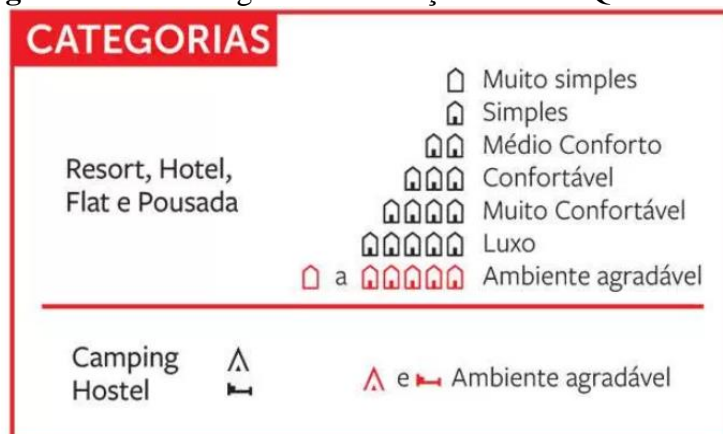 CATEGORIAS
Muito simples
Simples
Médio Conforto
Resort, Hotel,
Flat e Pousada
Confortável
Muito Confortável
Luxo
a Ambiente agradável
Camping
Hostel
e Ambiente agradável